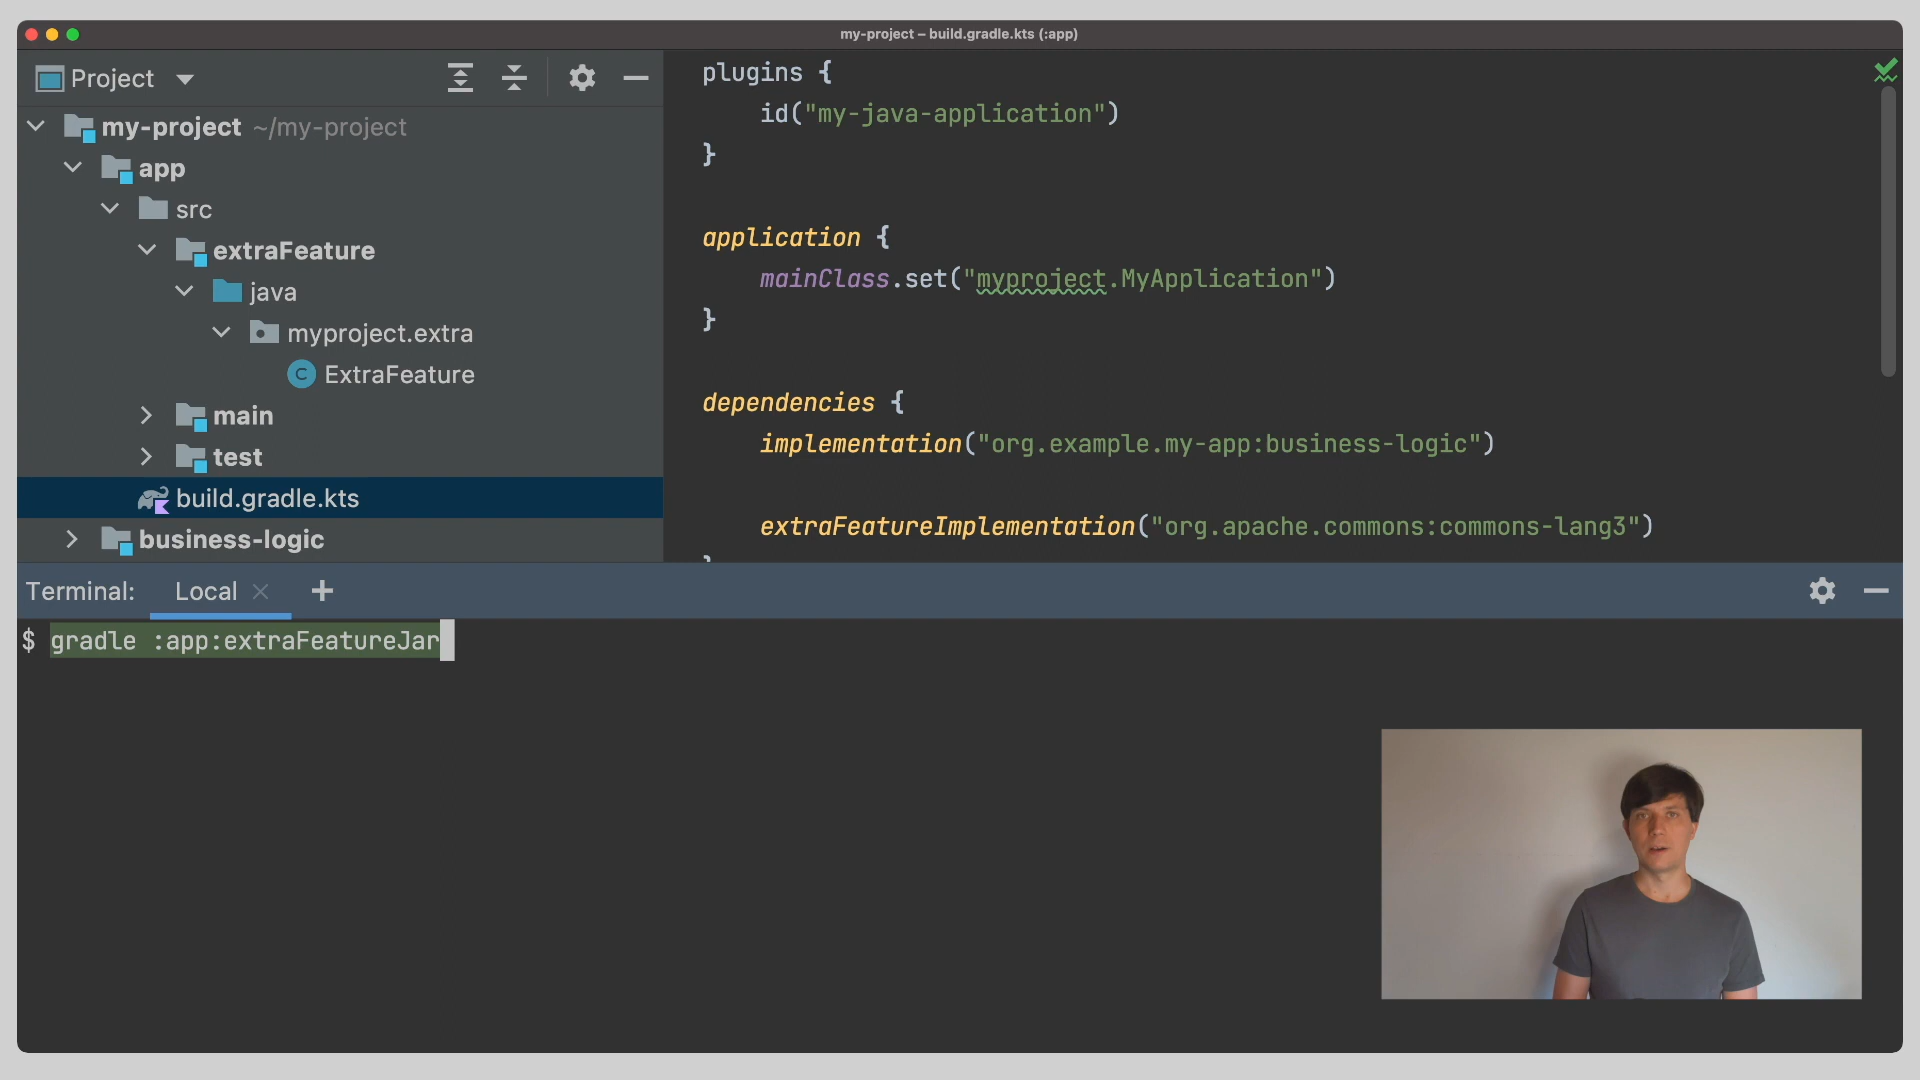 my-project – build.gradle.kts (:app)
Project
my-project ~/my-project
app
src
extraFeature
java
myproject.extra
C ExtraFeature
main
test
build.gradle.kts
business-logic
plugins {
id("my-java-application")
}
application {
mainClass.set("myproject.MyApplication")
}
dependencies {
implementation("org.example.my-app:business-logic")
extraFeatureImplementation("org.apache.commons:commons-lang3")
}
Terminal: Local
$ gradle :app:extraFeatureJar